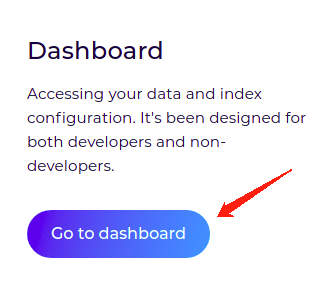 Dashboard
Accessing your data and index
configuration. It's been designed for
both developers and non-
developers.
Go to dashboard